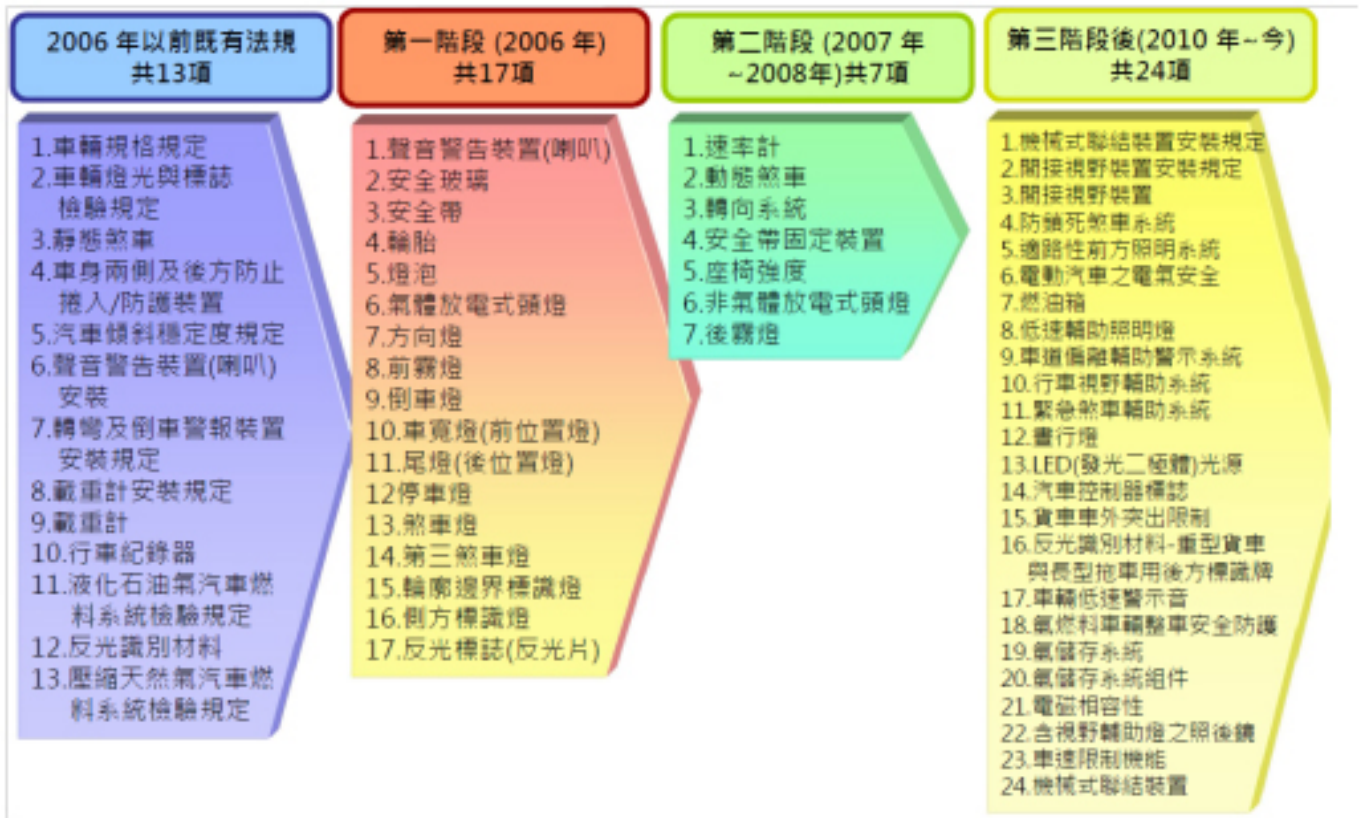 2006 年以前既有法規
共13項
1.車輛規格規定
2.車輛燈光與標誌
檢驗規定
3.靜態煞車
4.車身兩側及後方防止
捲入/防護裝置
5.汽車傾斜穩定度規定
6.聲音警告裝置(喇叭)
安裝
7.轉彎及倒車警報裝置
安裝規定
8.載重計安裝規定
9.載重計
10.行車紀錄器
11.液化石油氣汽車燃
料系統檢驗規定
12.反光識別材料
13.壓縮天然氣汽車燃
料系統檢驗規定
第一階段 (2006 年)
共17項
1.聲音警告裝置(喇叭)
2.安全玻璃
3.安全帶
4.輪胎
5.燈泡
6.氣體放電式頭燈
7.方向燈
8.前霧燈
9.倒車燈
10.車寬燈(前位置燈)
11.尾燈(後位置燈)
12停車燈
13.煞車燈
14.第三煞車燈
15.輪廓邊界標識燈
16.側方標識燈
17.反光標誌(反光片)
第二階段 (2007 年
~2008年)共7項
1.速率計
2.動態煞車
3.轉向系統
4.安全帶固定裝置
5.座椅強度
6.非氣體放電式頭燈
7.後霧燈
第三階段後(2010 年~今)
共24項
1.機械式聯結裝置安裝規定
2.間接視野裝置安裝規定
3.間接視野裝置
4.防鎖死煞車系統
5.適路性前方照明系統
6.電動汽車之電氣安全
7.燃油箱
8.低速輔助照明燈
9.車道偏離輔助警示系統
10.行車視野輔助系統
11.緊急煞車輔助系統
12.晝行燈
13.LED(發光二極體)光源
14.汽車控制器標誌
15.貨車車外突出限制
16.反光識別材料-重型貨車
與長型拖車用後方標識牌
17.車輛低速警示音
18.氫燃料車輛整車安全防護
19.氫儲存系統
20.氫儲存系統組件
21.電磁相容性
22.含視野輔助燈之照後鏡
23.車速限制機能
24.機械式聯結裝置